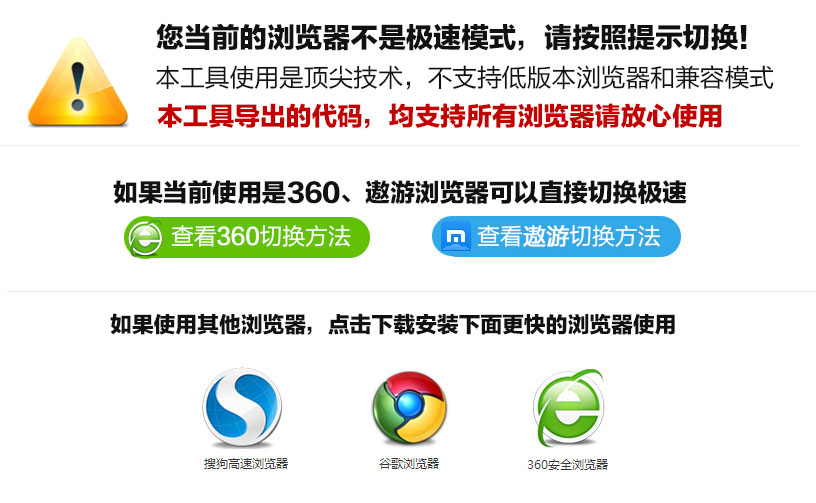 您当前的浏览器不是极速模式，请按照提示切换!
本工具使用是顶尖技术，不支持低版本浏览器和兼容模式
本工具导出的代码，均支持所有浏览器请放心使用
如果当前使用是360、遨游浏览器可以直接切换极速
查看360切换方法
查看遨游切换方法
如果使用其他浏览器，点击下载安装下面更快的浏览器使用
搜狗高速浏览器
谷歌浏览器
360安全浏览器